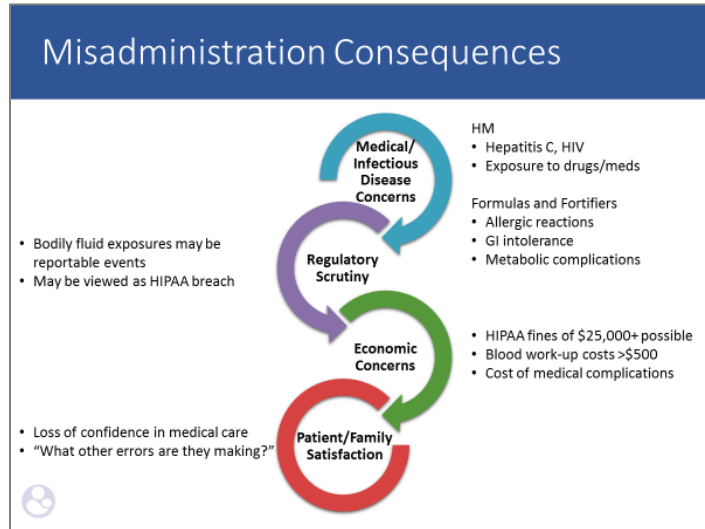 Misadministration Consequences
Medical/
Infectious
Disease
Concerns
HM
• Hepatitis C, HIV
• Exposure to drugs/meds
Formulas and Fortifiers
• Allergic reactions
• GI intolerance
• Metabolic complications
• Bodily fluid exposures may be
reportable events
• May be viewed as HIPAA breach
Regulatory
Scrutiny
Economic
Concerns
• HIPAA fines of $25,000+ possible
• Blood work-up costs >$500
• Cost of medical complications
• Loss of confidence in medical care
• “What other errors are they making?”
Patient/Family
Satisfaction